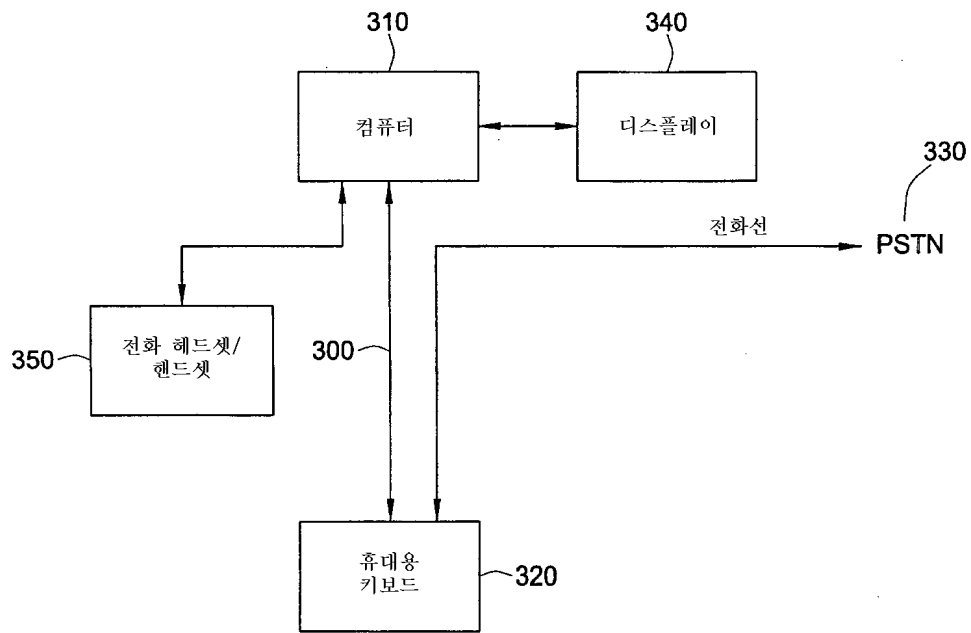 310
340
컴퓨터
디스플레이
330
전화선
PSTN
전화 헤드셋/
핸드셋
350
300
휴대용
키보드
320